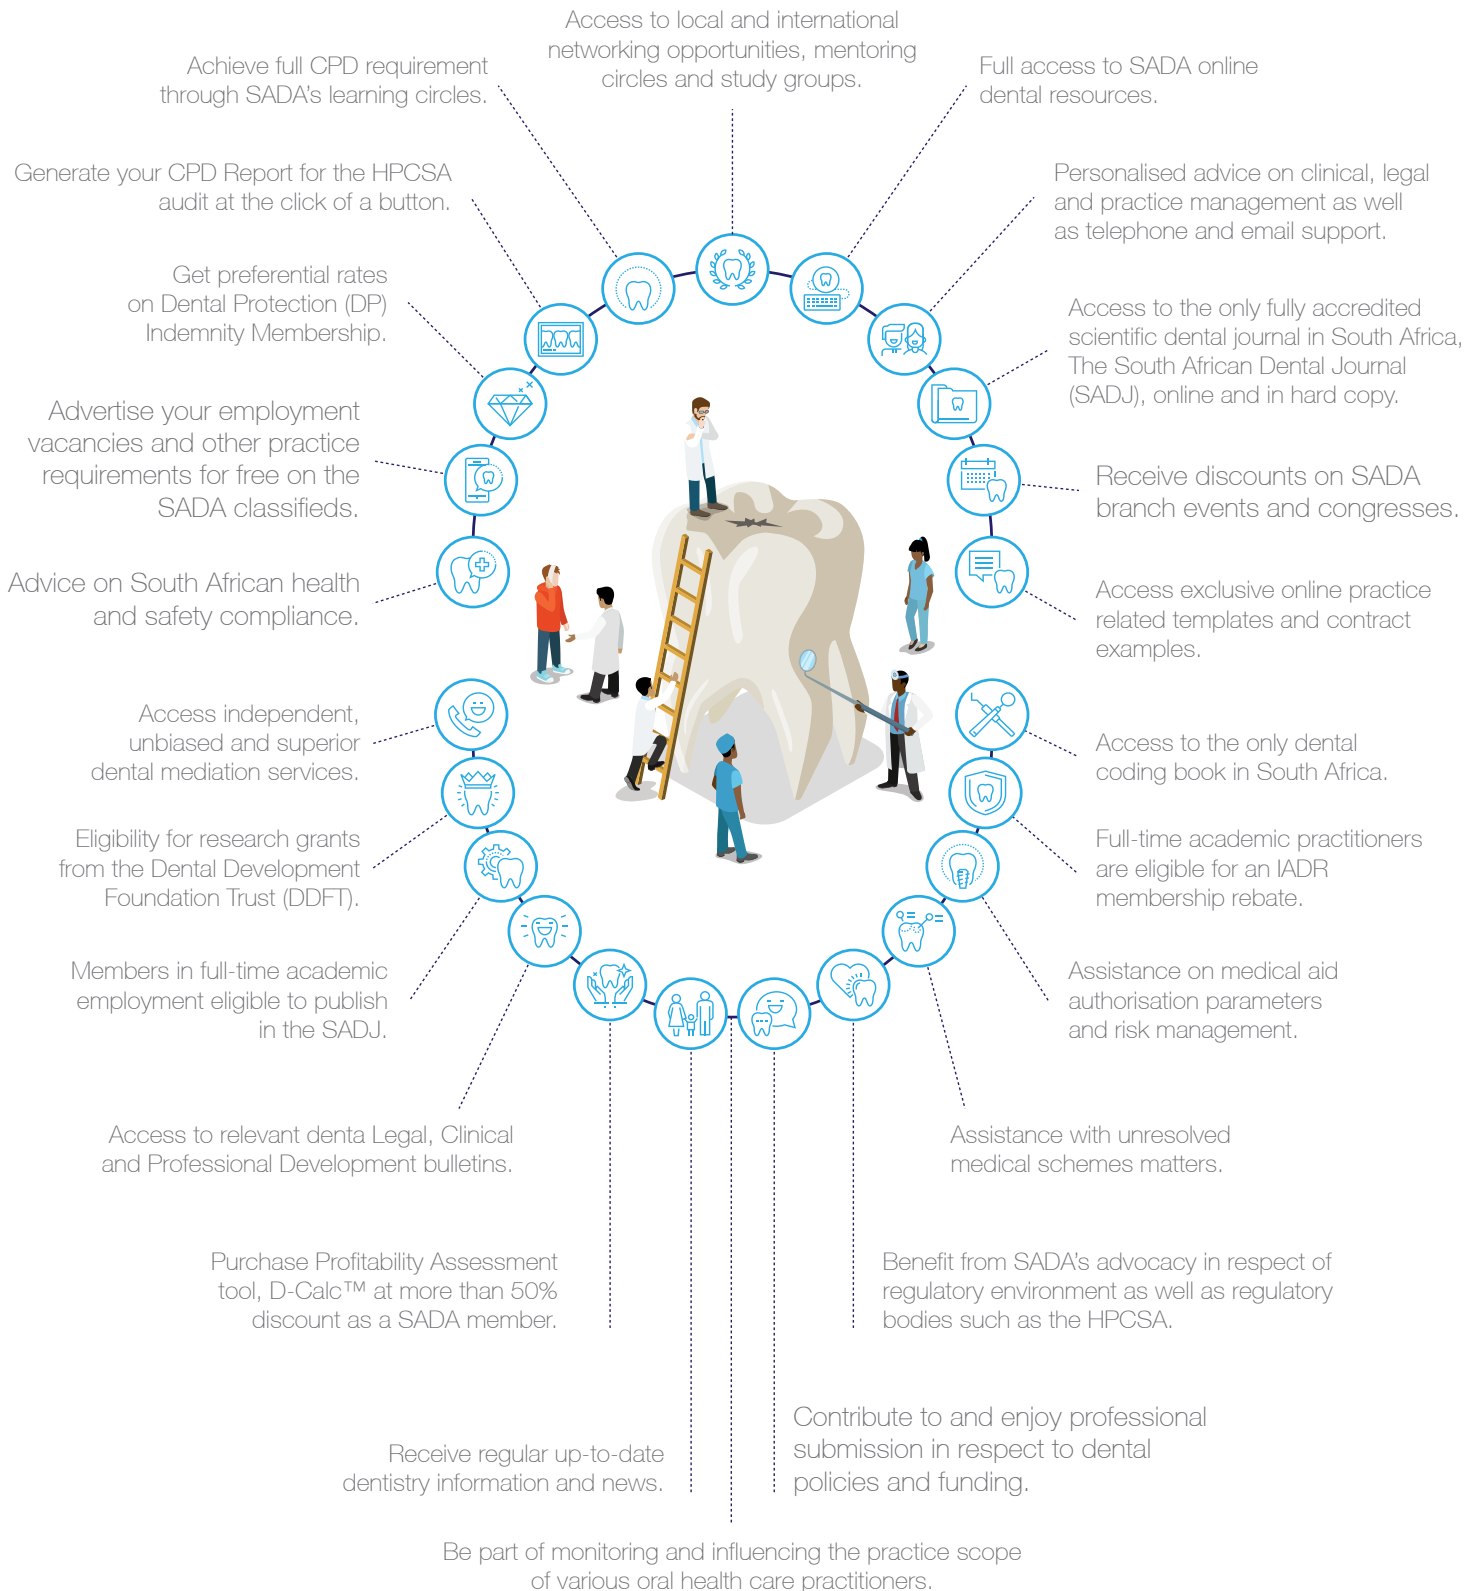 Access to local and international
networking opportunities, mentoring
circles and study groups.
Achieve full CPD requirement
through SADA's learning circles.
Full access to SADA online
dental resources.
Generate your CPD Report for the HPCSA
audit at the click of a button.
Personalised advice on clinical, legal
and practice management as well
as telephone and email support.
Get preferential rates
on Dental Protection (DP)
Indemnity Membership.
Access to the only fully accredited
scientific dental journal in South Africa,
The South African Dental Journal
(SADJ), online and in hard copy.
Advertise your employment
vacancies and other practice
requirements for free on the
SADA classifieds.
Receive discounts on SADA
branch events and congresses.
Advice on South African health
and safety compliance.
Access exclusive online practice
related templates and contract
examples.
Access independent,
unbiased and superior
dental mediation services.
Access to the only dental
coding book in South Africa.
Eligibility for research grants
from the Dental Development
Foundation Trust (DDFT).
Full-time academic practitioners
are eligible for an IADR
membership rebate.
Members in full-time academic
employment eligible to publish
in the SADJ.
Assistance on medical aid
authorisation parameters
and risk management.
Access to relevant denta Legal, Clinical
and Professional Development bulletins.
Assistance with unresolved
medical schemes matters.
Purchase Profitability Assessment
tool, D-Calc™ at more than 50%
discount as a SADA member.
Benefit from SADA's advocacy in respect of
regulatory environment as well as regulatory
bodies such as the HPCSA.
Receive regular up-to-date
dentistry information and news.
Contribute to and enjoy professional
submission in respect to dental
policies and funding.
Be part of monitoring and influencing the practice scope
of various oral health care practitioners.